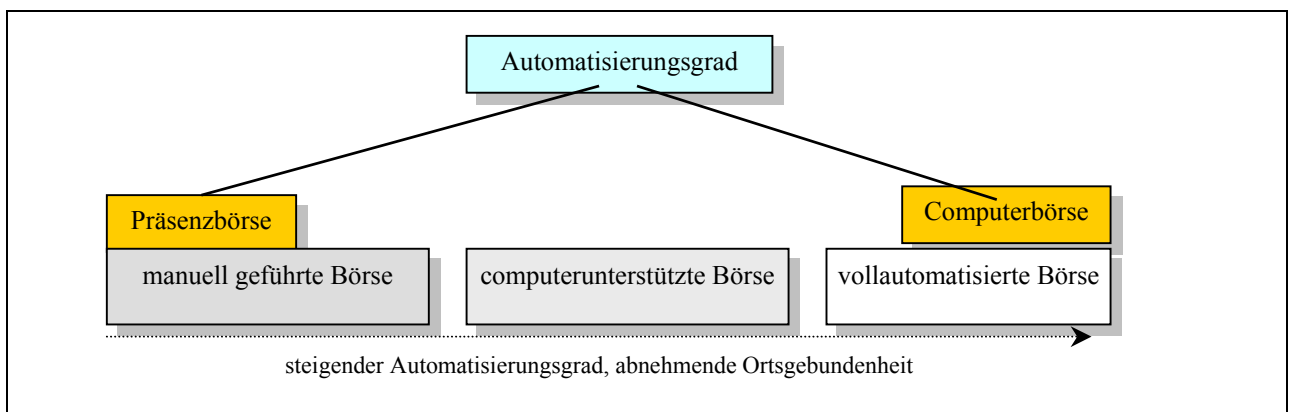 Automatisierungsgrad
Präsenzbörse
Computerbörse
manuell geführte Börse
computerunterstützte Börse
vollautomatisierte Börse
steigender Automatisierungsgrad, abnehmende Ortsgebundenheit